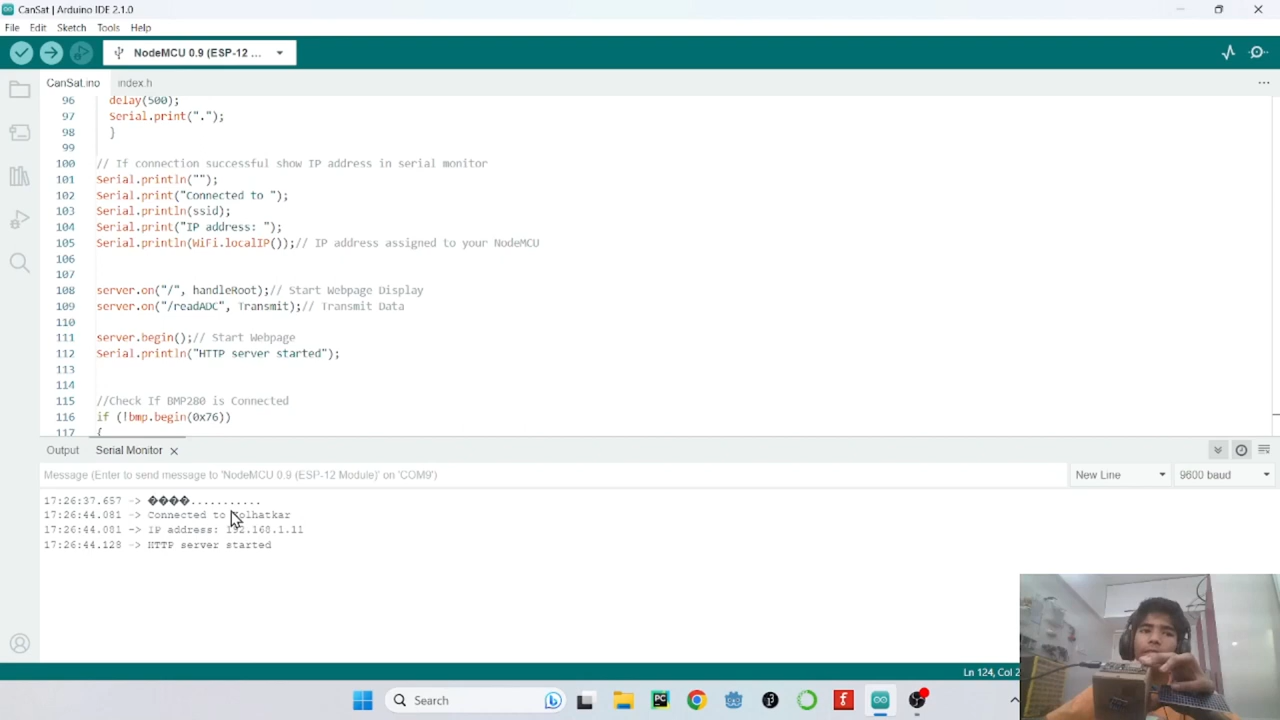 CanSat | Arduino IDE 2.1.0
File Edit Sketch Tools Help
NodeMCU 0.9 (ESP-12 ...
CanSat.ino index.h
96 delay(500);
97 Serial.print(".");
98 }
99
100 // If connection successful show IP address in serial monitor
101 Serial.println("");
102 Serial.print("Connected to ");
103 Serial.println(ssid);
104 Serial.print("IP address: ");
105 Serial.println(WiFi.localIP());// IP address assigned to your NodeMCU
106
107
108 server.on("/", handleRoot);// Start Webpage Display
109 server.on("/readADC", Transmit);// Transmit Data
110
111 server.begin();// Start Webpage
112 Serial.println("HTTP server started");
113
114
115 //Check If BMP280 is Connected
116 if (!bmp.begin(0x76))
117 {
Output Serial Monitor
Message (Enter to send message to 'NodeMCU 0.9 (ESP-12 Module)' on 'COM9')
New Line 9600 baud
17:26:37.657 -> ����...........
17:26:44.081 -> Connected to
17:26:44.081 -> IP address: 192.168.1.11
17:26:44.128 -> HTTP server started
Ln 124, Col 2
Search